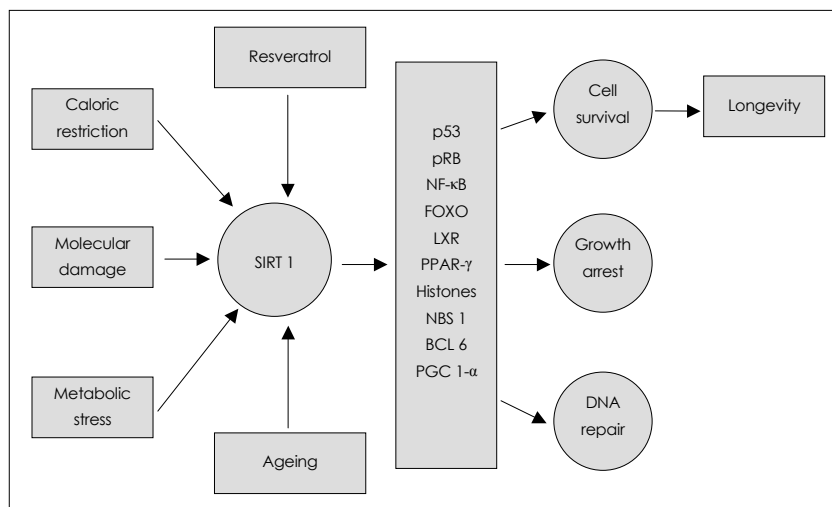 Resveratrol
Caloric
restriction
Molecular
damage
Metabolic
stress
SIRT 1
Ageing
p53
pRB
NF-κB
FOXO
LXR
PPAR-γ
Histones
NBS 1
BCL 6
PGC 1-α
Cell
survival
Longevity
Growth
arrest
DNA
repair